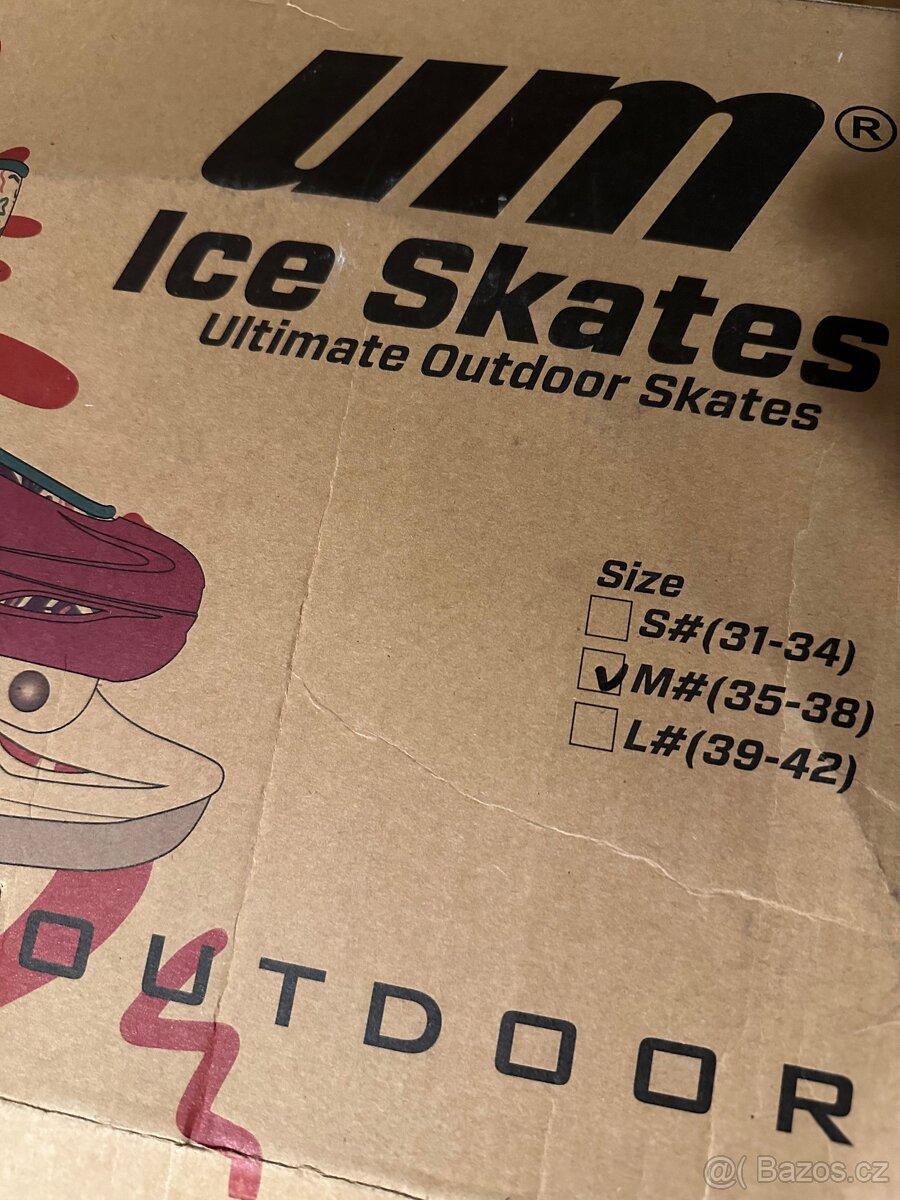 um®
Ice Skates
Ultimate Outdoor Skates
Size
S#(31-34)
M#(35-38)
L#(39-42)
OUTDOOR
@( Bazos.cz